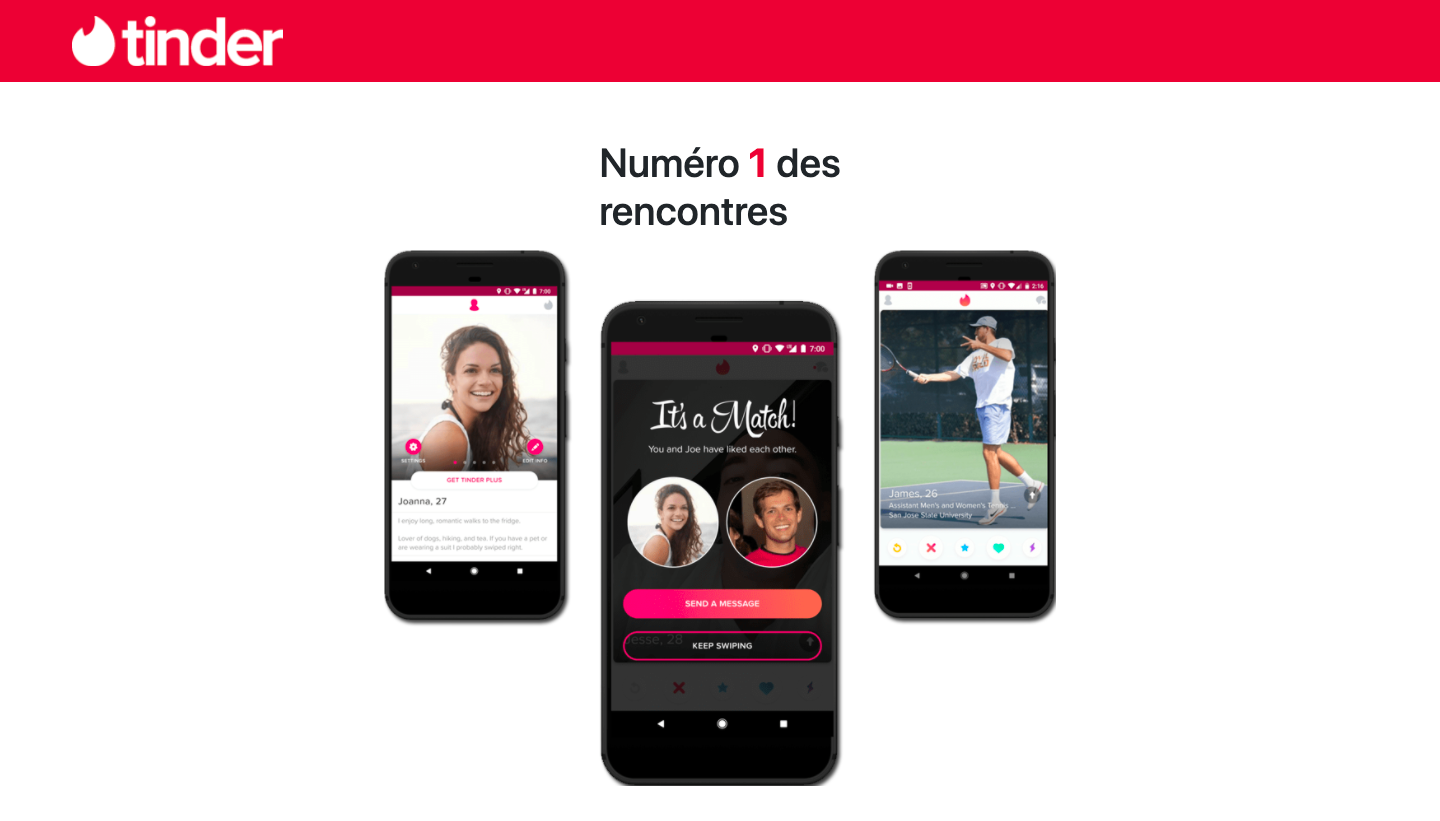 tinder
Numéro 1 des
rencontres
7:00
SETTINGS
EDIT INFO
GET TINDER PLUS
Joanna, 27
I enjoy long, romantic walks to the fridge.
Lover of dogs, hiking, and tea. If you have a pet or
are wearing a suit I probably swiped right.
7:00
It's a Match!
You and Joe have liked each other.
SEND A MESSAGE
Jesse, 28
KEEP SWIPING
2:16
James, 26
Assistant Men's and Women's Tennis ...
San Jose State University